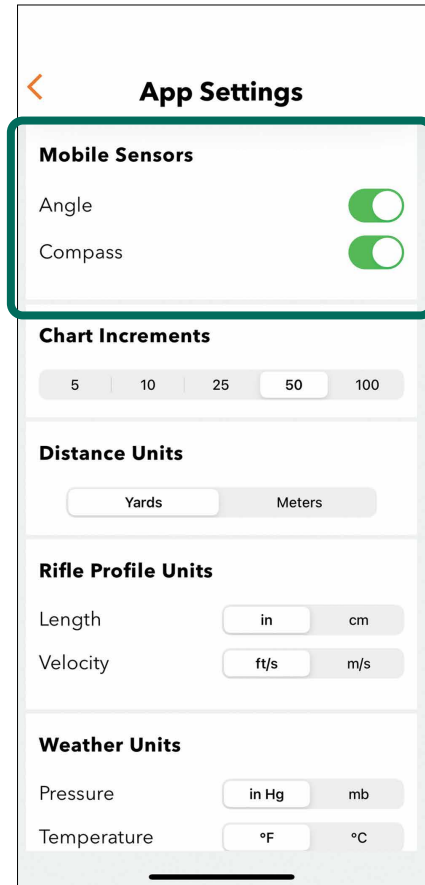 App Settings
Mobile Sensors
Angle
Compass
Chart Increments
5 10 25 50 100
Distance Units
Yards Meters
Rifle Profile Units
Length in cm
Velocity ft/s m/s
Weather Units
Pressure in Hg mb
Temperature °F °C